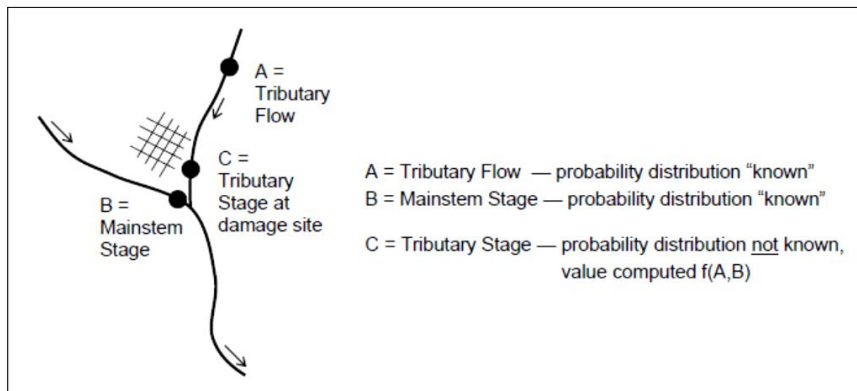 A =
Tributary
Flow
C =
Tributary
Stage at
damage site
B =
Mainstem
Stage
A = Tributary Flow — probability distribution “known”
B = Mainstem Stage — probability distribution “known”
C = Tributary Stage — probability distribution not known,
value computed f(A,B)